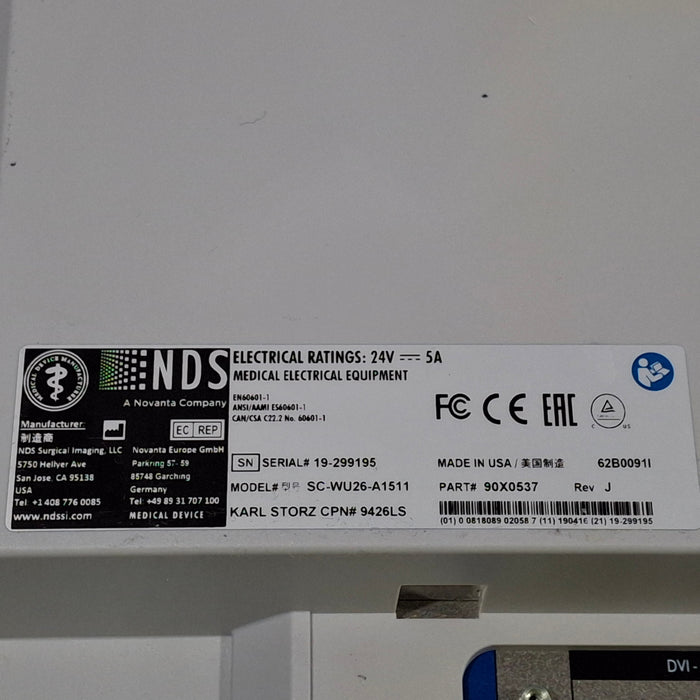 MEDICAL DEVICE MANUFACTURER
NDS
A Novanta Company
Manufacturer
制造商
EC REP
NDS Surgical Imaging, LLC
5750 Hellyer Ave
San Jose, CA 95138
USA
Tel +1 408 776 0085
www.ndssi.com
Novanta Europe GmbH
Parkring 57-59
85748 Garching
Germany
Tel: +49 89 31 707 100
MEDICAL DEVICE
ELECTRICAL RATINGS: 24V 5A
MEDICAL ELECTRICAL EQUIPMENT
EN60601-1
ANSI/AAMI ES60601-1
CAN/CSA C22.2 No. 60601-1
FC CE EAC
C US
SN SERIAL# 19-299195
MADE IN USA / 美国制造 62B0091I
MODEL# 型号 SC-WU26-A1511
PART# 90X0537 Rev J
KARL STORZ CPN# 9426LS
(01) 0 0818089 02058 7 (11) 190416 (21) 19-299195
DVI -